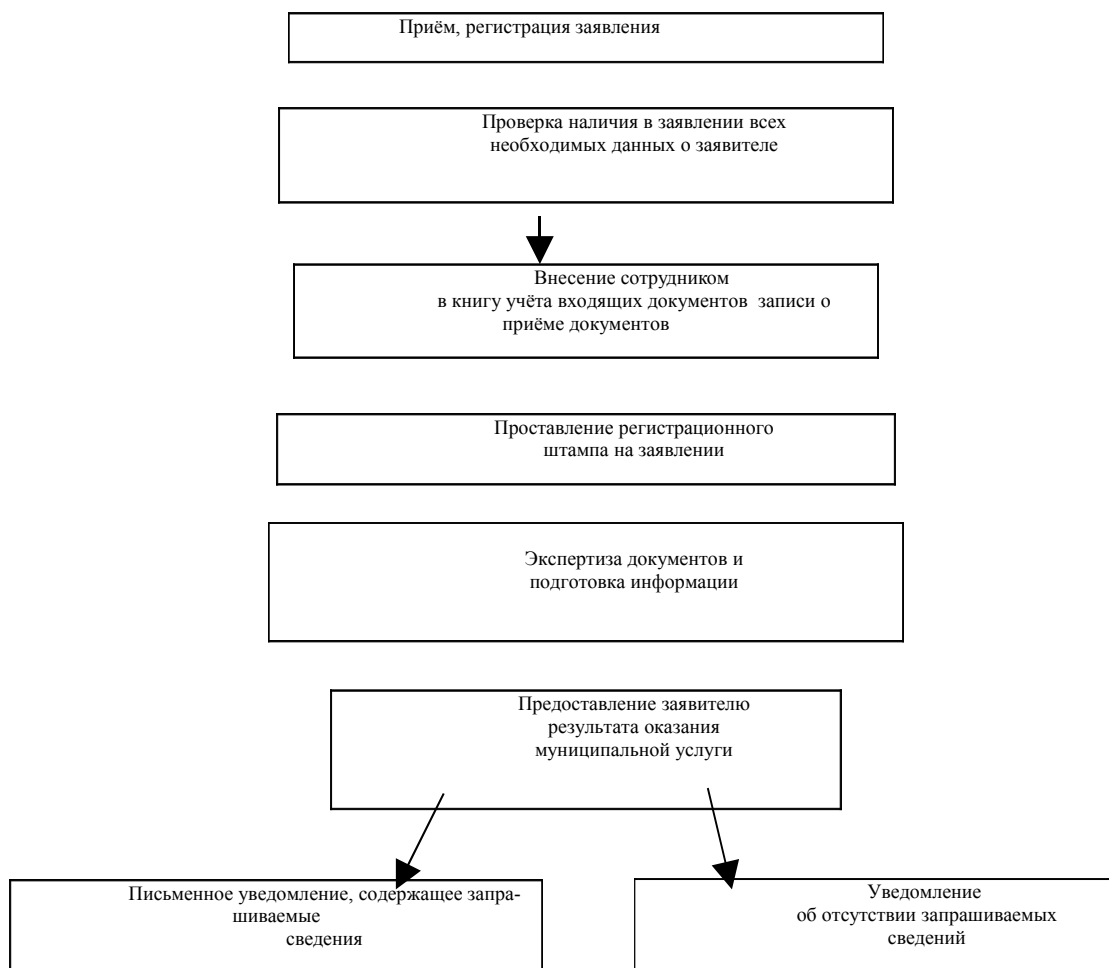 Приём, регистрация заявления
Проверка наличия в заявлении всех
необходимых данных о заявителе
Внесение сотрудником
в книгу учёта входящих документов записи о
приёме документов
Проставление регистрационного
штампа на заявлении
Экспертиза документов и
подготовка информации
Предоставление заявителю
результата оказания
муниципальной услуги
Письменное уведомление, содержащее запра-
шиваемые
сведения
Уведомление
об отсутствии запрашиваемых
сведений